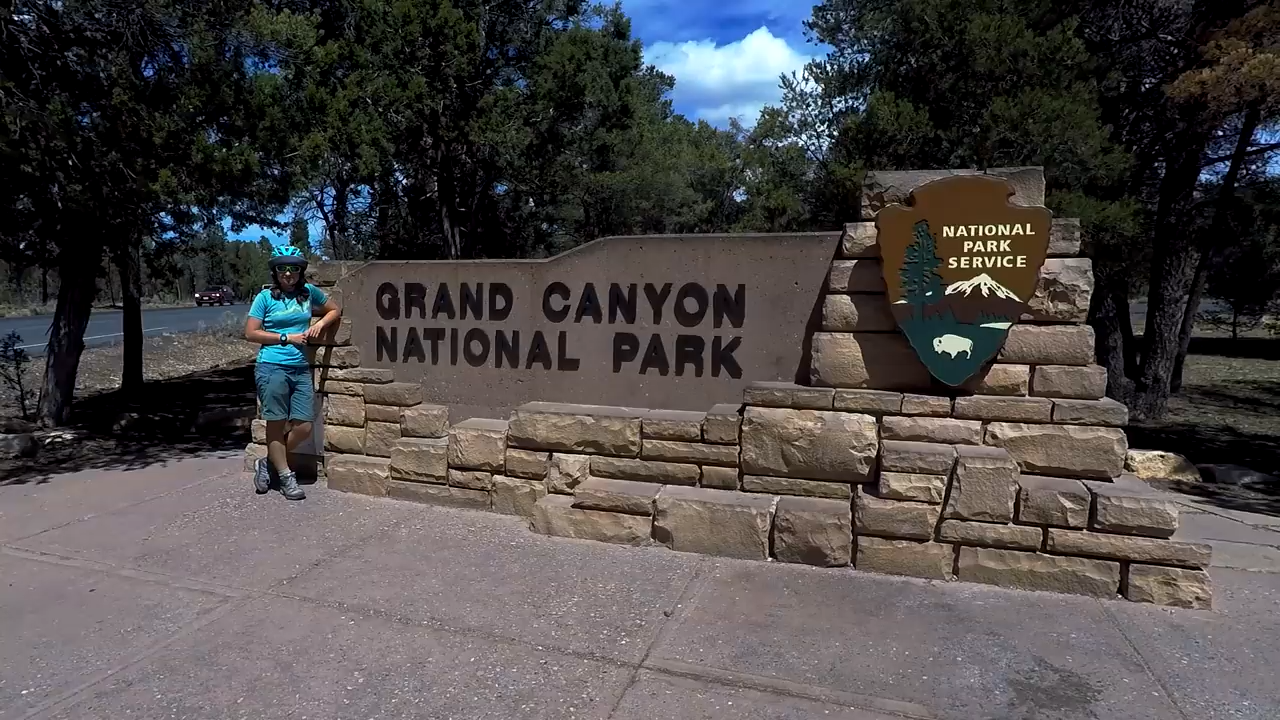 GRAND CANYON
NATIONAL PARK
NATIONAL
PARK
SERVICE